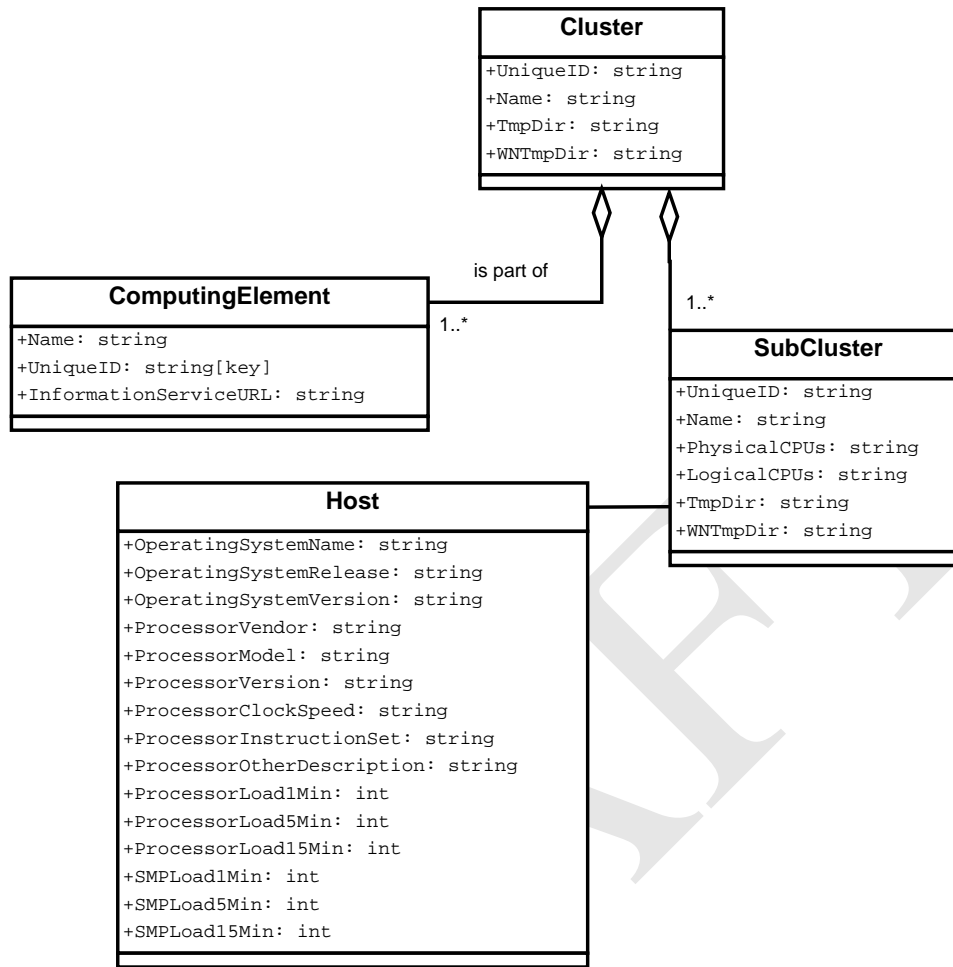 Cluster
+UniqueID: string
+Name: string
+TmpDir: string
+WNTmpDir: string
is part of
1..*
1..*
ComputingElement
+Name: string
+UniqueID: string[key]
+InformationServiceURL: string
SubCluster
+UniqueID: string
+Name: string
+PhysicalCPUs: string
+LogicalCPUs: string
+TmpDir: string
+WNTmpDir: string
Host
+OperatingSystemName: string
+OperatingSystemRelease: string
+OperatingSystemVersion: string
+ProcessorVendor: string
+ProcessorModel: string
+ProcessorVersion: string
+ProcessorClockSpeed: string
+ProcessorInstructionSet: string
+ProcessorOtherDescription: string
+ProcessorLoad1Min: int
+ProcessorLoad5Min: int
+ProcessorLoad15Min: int
+SMPLoad1Min: int
+SMPLoad5Min: int
+SMPLoad15Min: int